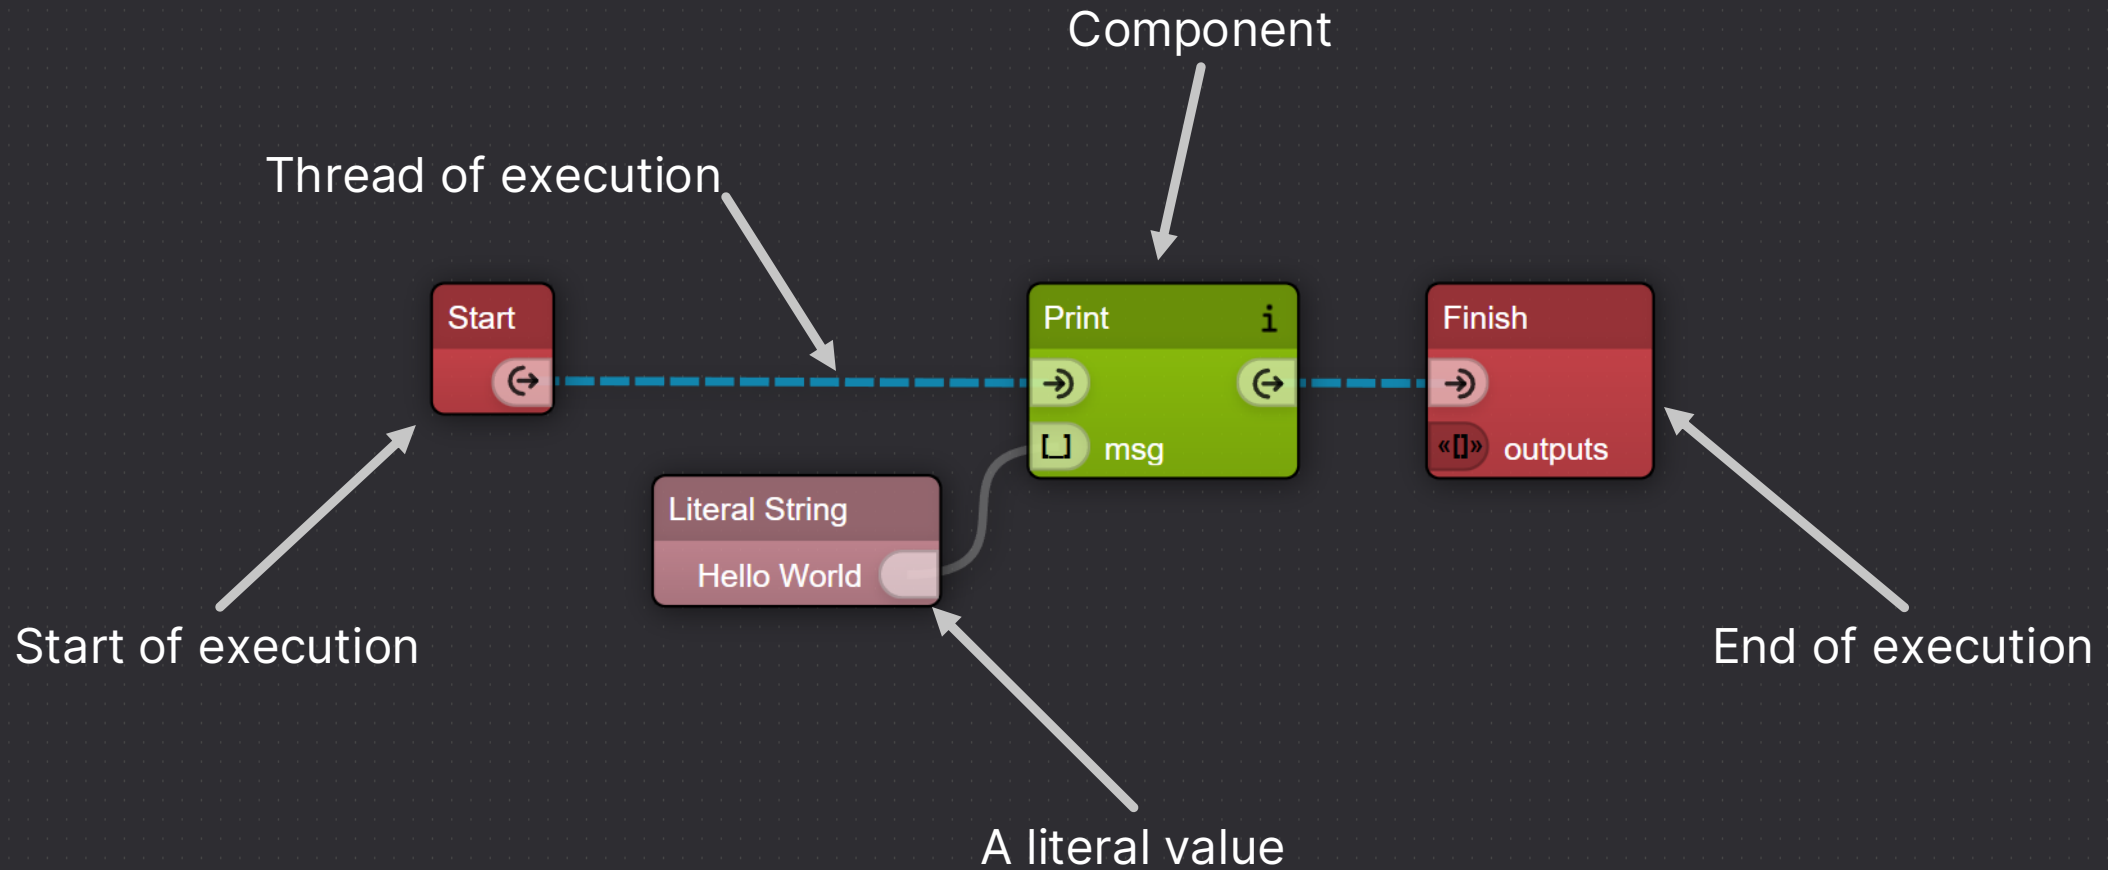 Component
Thread of execution
Start
Print i
Finish
[_] msg
«[]» outputs
Literal String
Hello World
Start of execution
End of execution
A literal value